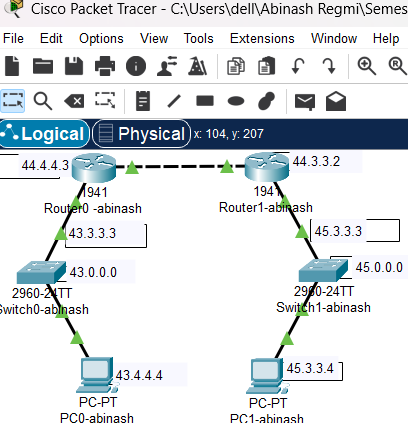 Cisco Packet Tracer - C:\Users\dell\Abinash Regmi\Semes
File Edit Options View Tools Extensions Window Help
Logical Physical x: 104, y: 207
44.4.4.3 44.3.3.2
1941 1941
Router0 -abinash Router1-abinash
43.3.3.3 45.3.3.3
43.0.0.0 45.0.0.0
2960-24TT 2960-24TT
Switch0-abinash Switch1-abinash
43.4.4.4 45.3.3.4
PC-PT PC-PT
PC0-abinash PC1-abinash